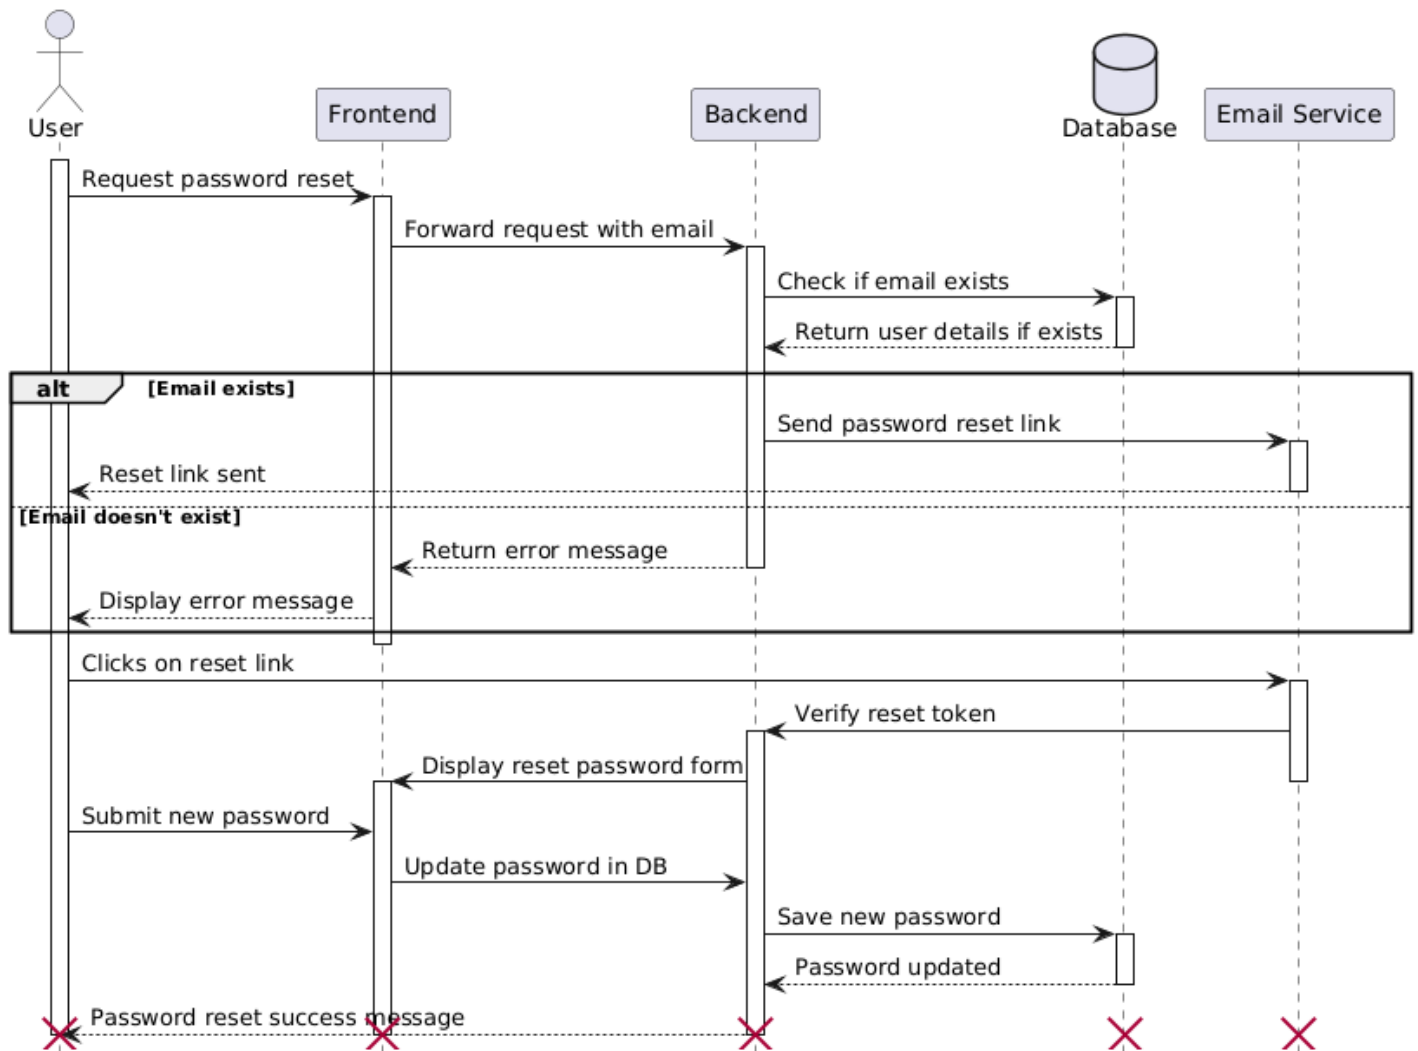 User
Frontend
Backend
Database
Email Service
Request password reset
Forward request with email
Check if email exists
Return user details if exists
alt
[Email exists]
Send password reset link
Reset link sent
[Email doesn't exist]
Return error message
Display error message
Clicks on reset link
Verify reset token
Display reset password form
Submit new password
Update password in DB
Save new password
Password updated
Password reset success message